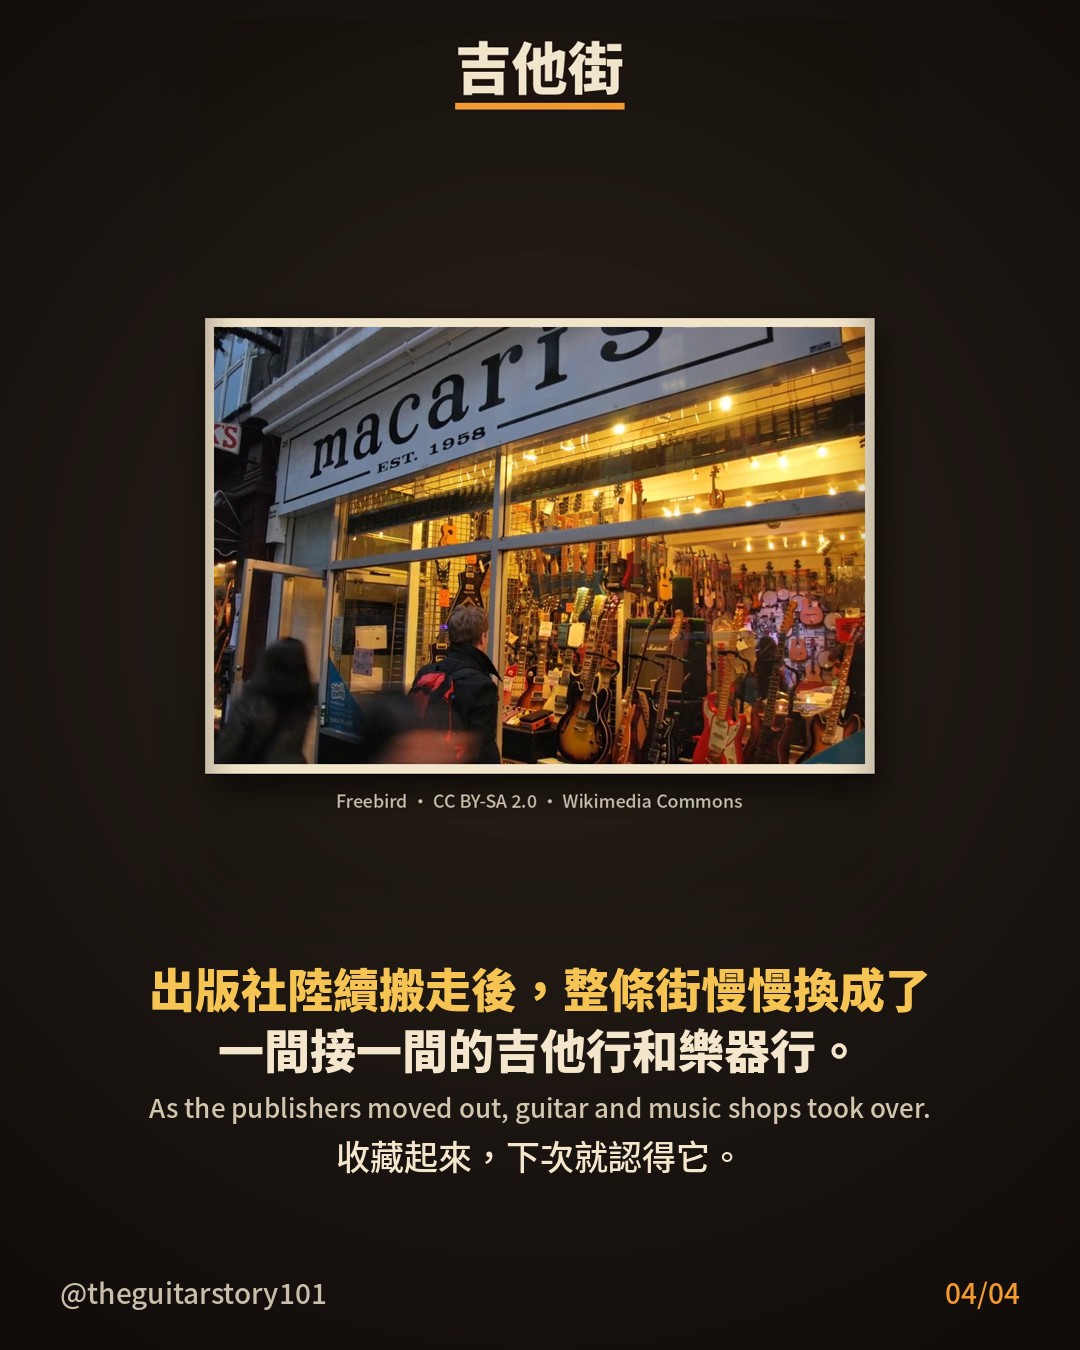 吉他街
macari's
EST. 1958
KS
Marshall
Freebird • CC BY-SA 2.0 • Wikimedia Commons
出版社陸續搬走後，整條街慢慢換成了
一間接一間的吉他行和樂器行。
As the publishers moved out, guitar and music shops took over.
收藏起來，下次就認得它。
@theguitarstory101
04/04